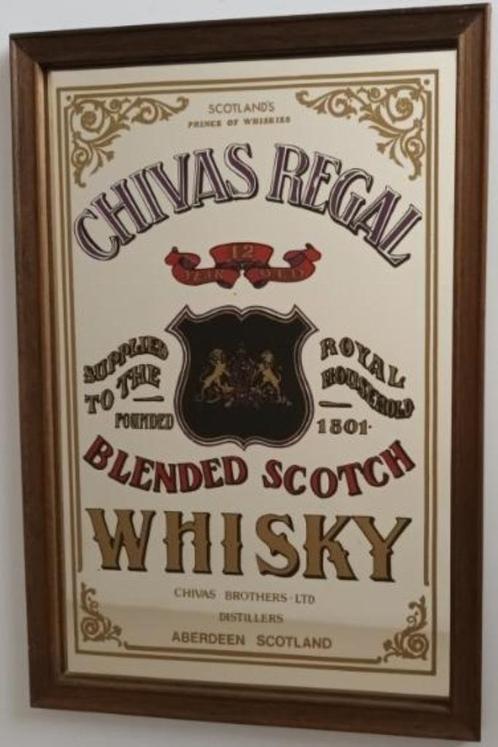 SCOTLAND'S
PRINCE OF WHISKIES
CHIVAS REGAL
12
YEAR OLD
SUPPLIED
TO THE
ROYAL
HOUSEHOLD
FOUNDED
1801
BLENDED SCOTCH
WHISKY
CHIVAS BROTHERS · LTD
DISTILLERS
ABERDEEN SCOTLAND